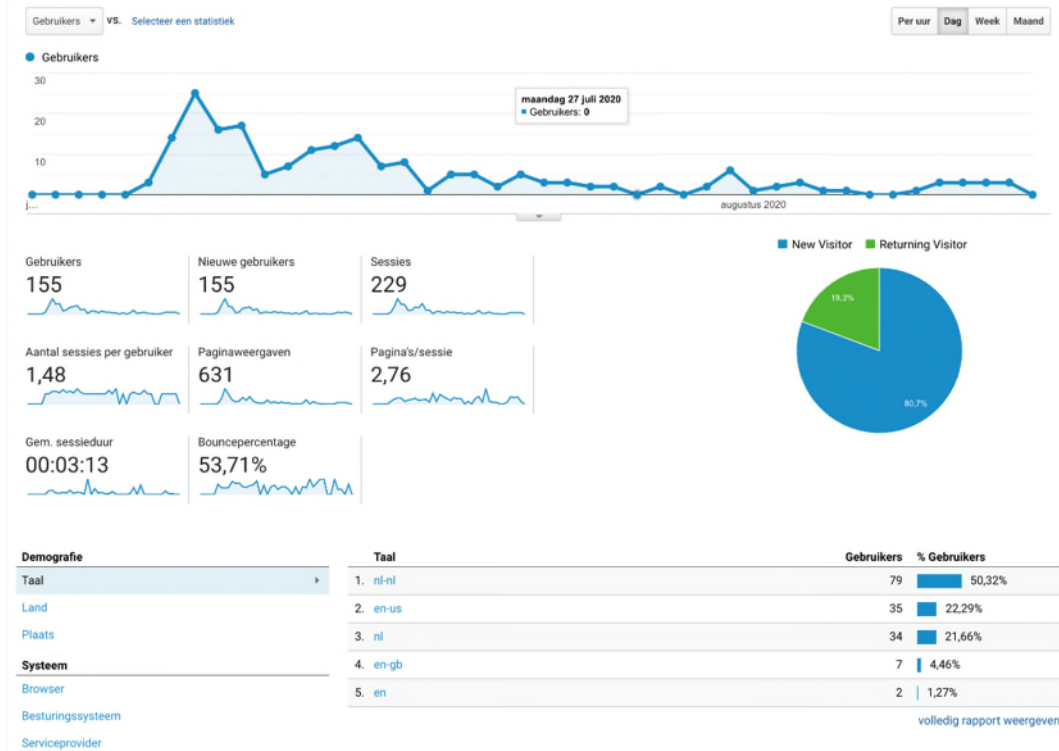 Gebruikers VS. Selecteer een statistiek
Per uur Dag Week Maand
Gebruikers
30
20
10
maandag 27 juli 2020
Gebruikers: 0
j...
augustus 2020
New Visitor Returning Visitor
Gebruikers Nieuwe gebruikers Sessies
155 155 229
Aantal sessies per gebruiker Paginaweergaven Pagina's/sessie
1,48 631 2,76
Gem. sessieduur Bouncepercentage
00:03:13 53,71%
19,3%
80,7%
Demografie
Taal
Land
Plaats
Systeem
Browser
Besturingssysteem
Serviceprovider
Taal Gebruikers % Gebruikers
1. nl-nl 79 50,32%
2. en-us 35 22,29%
3. nl 34 21,66%
4. en-gb 7 4,46%
5. en 2 1,27%
volledig rapport weergeven